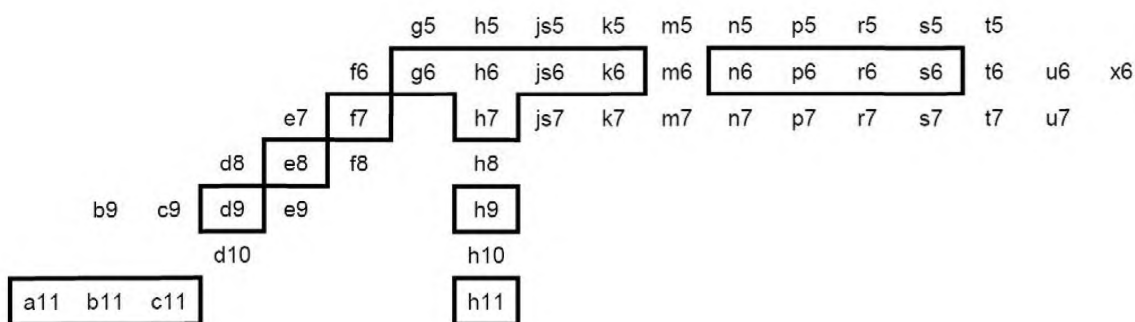 g5 h5 js5 k5 m5 n5 p5 r5 s5 t5
f6 g6 h6 js6 k6 m6 n6 p6 r6 s6 t6 u6 x6
e7 f7 h7 js7 k7 m7 n7 p7 r7 s7 t7 u7
d8 e8 f8 h8
b9 c9 d9 e9 h9
d10 h10
a11 b11 c11 h11